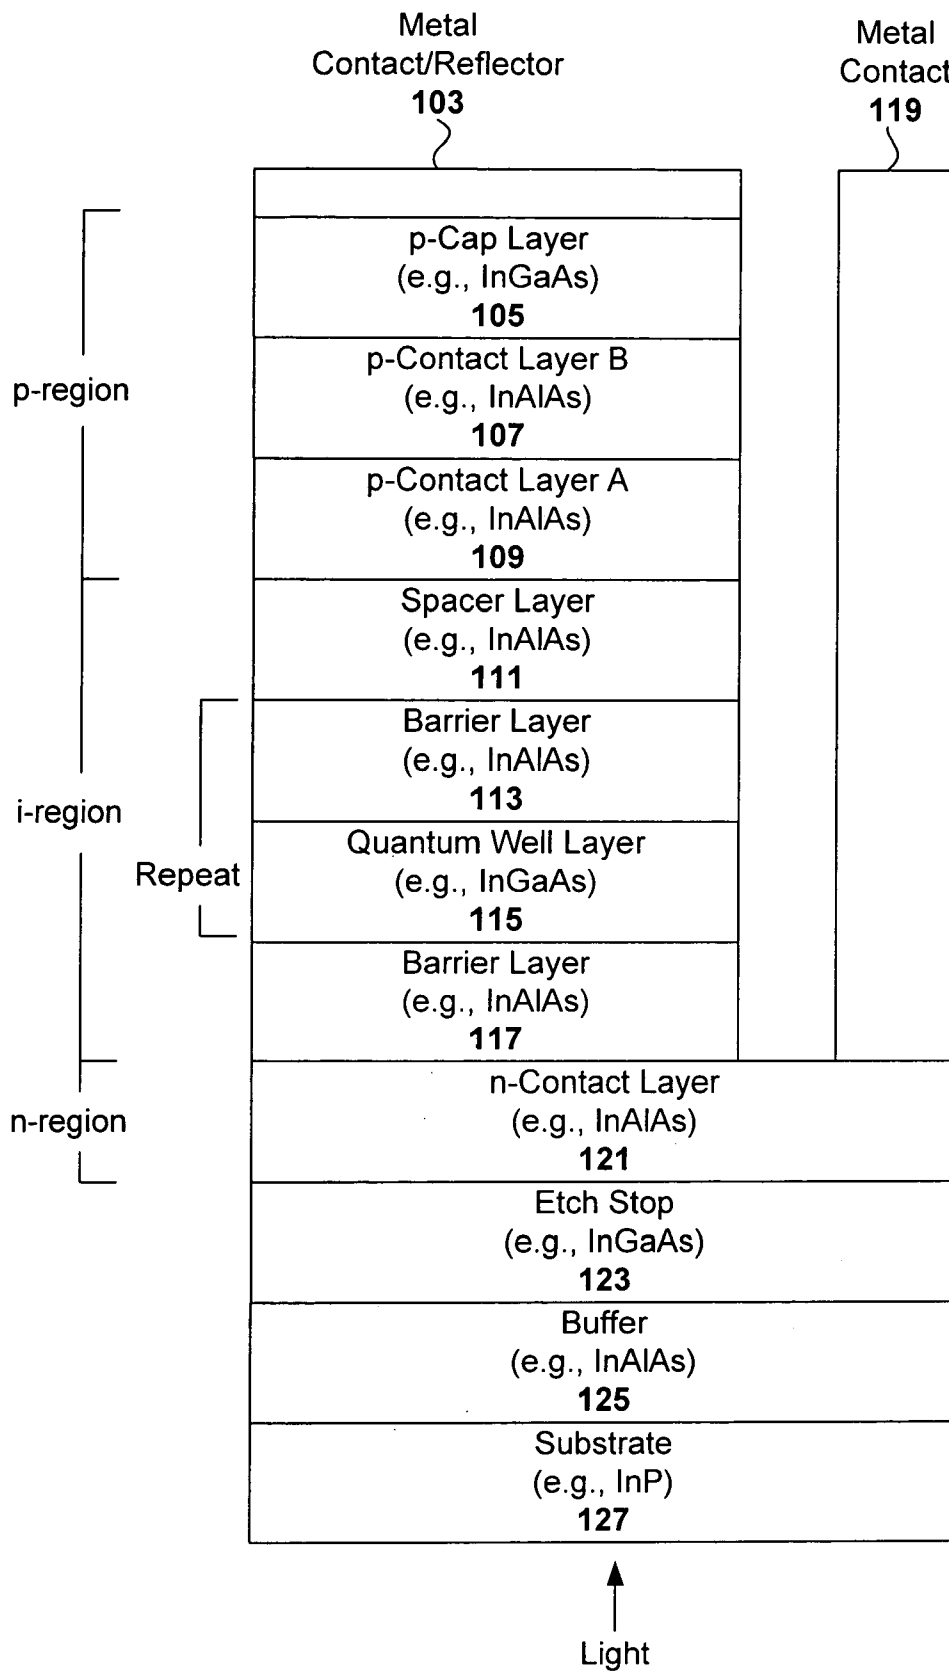 Metal
Contact/Reflector
103
Metal
Contact
119
p-region
i-region
Repeat
n-region
p-Cap Layer
(e.g., InGaAs)
105
p-Contact Layer B
(e.g., InAlAs)
107
p-Contact Layer A
(e.g., InAlAs)
109
Spacer Layer
(e.g., InAlAs)
111
Barrier Layer
(e.g., InAlAs)
113
Quantum Well Layer
(e.g., InGaAs)
115
Barrier Layer
(e.g., InAlAs)
117
n-Contact Layer
(e.g., InAlAs)
121
Etch Stop
(e.g., InGaAs)
123
Buffer
(e.g., InAlAs)
125
Substrate
(e.g., InP)
127
Light